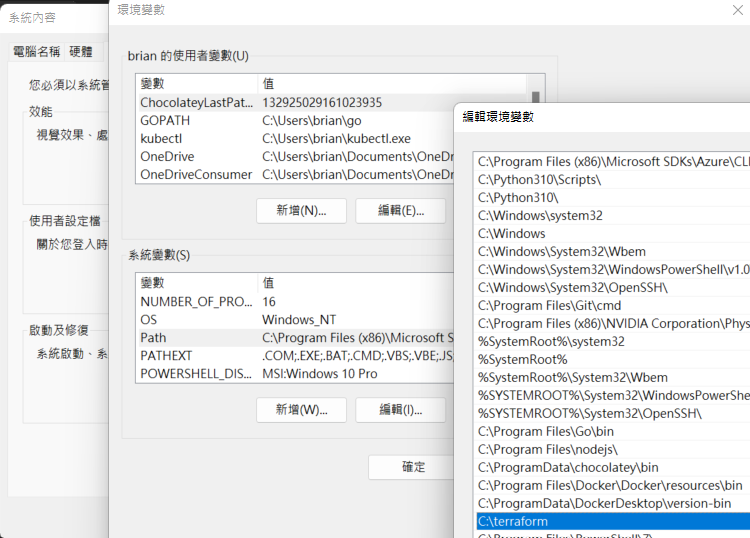 系統內容
電腦名稱 硬體
您必須以系統管
效能
視覺效果、處
使用者設定檔
關於您登入時
啟動及修復
系統啟動、系
環境變數
brian 的使用者變數(U)
變數 值
ChocolateyLastPat... 132925029161023935
GOPATH C:\Users\brian\go
kubectl C:\Users\brian\kubectl.exe
OneDrive C:\Users\brian\Documents\OneDr
OneDriveConsumer C:\Users\brian\Documents\OneDr
新增(N)... 編輯(E)...
系統變數(S)
變數 值
NUMBER_OF_PRO... 16
OS Windows_NT
Path C:\Program Files (x86)\Microsoft S
PATHEXT .COM;.EXE;.BAT;.CMD;.VBS;.VBE;.JS;
POWERSHELL_DIS... MSI:Windows 10 Pro
新增(W)... 編輯(I)...
確定
編輯環境變數
C:\Program Files (x86)\Microsoft SDKs\Azure\CLI
C:\Python310\Scripts\
C:\Python310\
C:\Windows\system32
C:\Windows
C:\Windows\System32\Wbem
C:\Windows\System32\WindowsPowerShell\v1.0
C:\Windows\System32\OpenSSH\
C:\Program Files\Git\cmd
C:\Program Files (x86)\NVIDIA Corporation\Phys
%SystemRoot%\system32
%SystemRoot%
%SystemRoot%\System32\Wbem
%SYSTEMROOT%\System32\WindowsPowerShe
%SYSTEMROOT%\System32\OpenSSH\
C:\Program Files\Go\bin
C:\Program Files\nodejs\
C:\ProgramData\chocolatey\bin
C:\Program Files\Docker\Docker\resources\bin
C:\ProgramData\DockerDesktop\version-bin
C:\terraform
C:\Program Files\PowerShell\7\